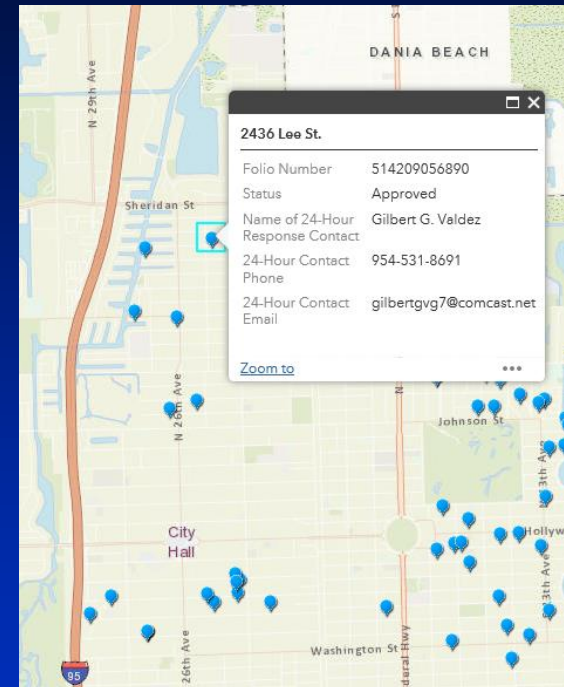 DANIA BEACH
N 29th Ave
2436 Lee St.
Folio Number 514209056890
Status Approved
Name of 24-Hour Gilbert G. Valdez
Response Contact
24-Hour Contact 954-531-8691
Phone
24-Hour Contact gilbertgvg7@comcast.net
Email
Zoom to
Sheridan St
N 26th Ave
Johnson St
City
Hall
Hollyw
Washington St
26th Ave
95